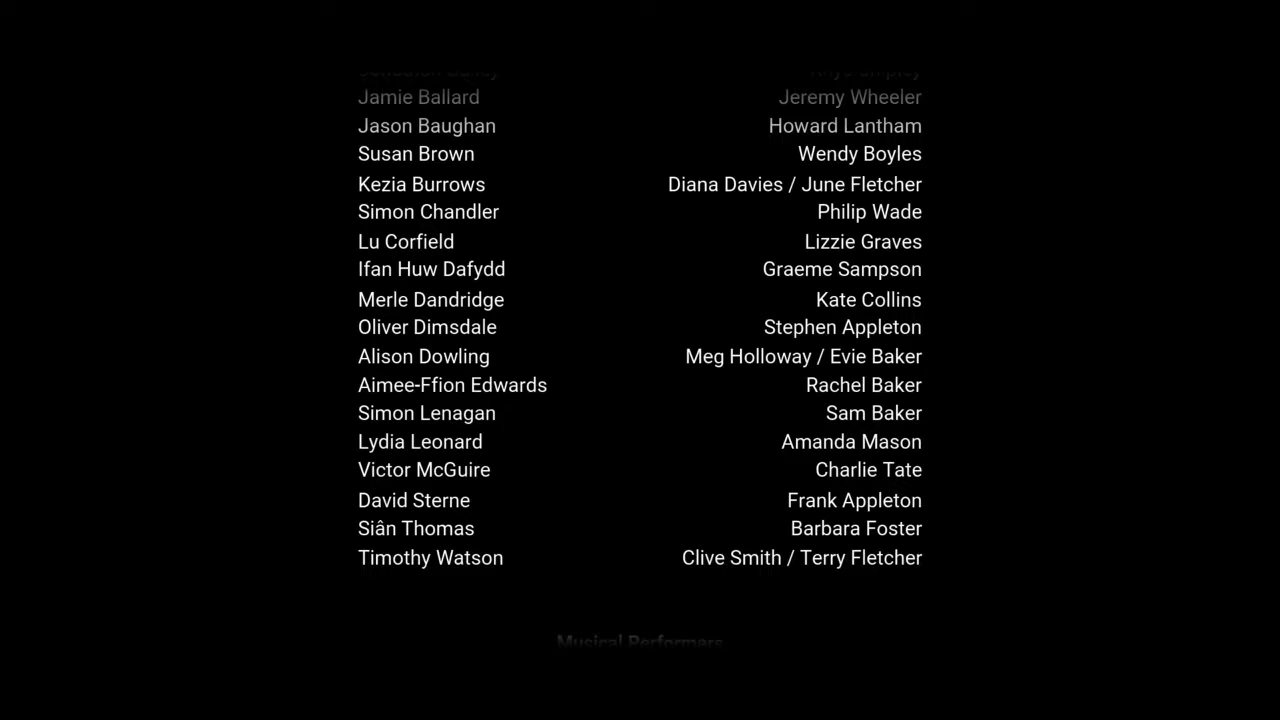 Jamie Ballard Jeremy Wheeler
Jason Baughan Howard Lantham
Susan Brown Wendy Boyles
Kezia Burrows Diana Davies / June Fletcher
Simon Chandler Philip Wade
Lu Corfield Lizzie Graves
Ifan Huw Dafydd Graeme Sampson
Merle Dandridge Kate Collins
Oliver Dimsdale Stephen Appleton
Alison Dowling Meg Holloway / Evie Baker
Aimee-Ffion Edwards Rachel Baker
Simon Lenagan Sam Baker
Lydia Leonard Amanda Mason
Victor McGuire Charlie Tate
David Sterne Frank Appleton
Siân Thomas Barbara Foster
Timothy Watson Clive Smith / Terry Fletcher
Musical Performers